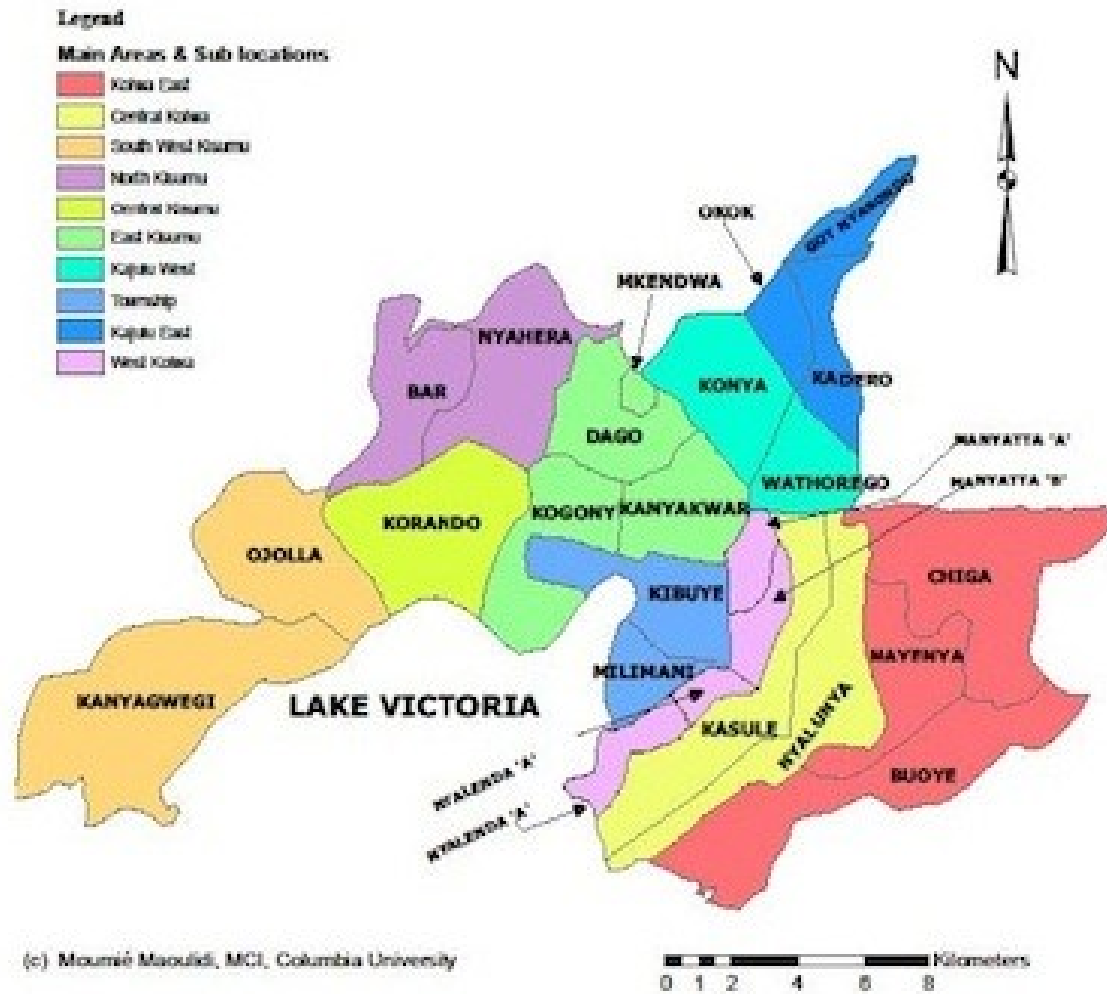 Legend
Main Areas & Sub locations
Kolwa East
Central Kolwa
South West Kisumu
North Kisumu
Central Kisumu
East Kisumu
Kajulu West
Township
Kajulu East
West Kolwa
N
OKOK
MKENDWA
NYAHERA
BAR
KONYA
KADERO
DAGO
MANYATTA 'A'
MANYATTA 'B'
WATHOREGO
KORANDO
KOGONY
KANYAKWAR
OJOLLA
KIBUYE
CHIGA
MAYENYA
MILIMANI
KANYAGWEGI
LAKE VICTORIA
KASULE
NYALUNYA
BUOYE
NYALENDA 'A'
NYALENDA 'A'
(c) Moumié Maoulidi, MCI, Columbia University
Kilometers
0 1 2 4 6 8